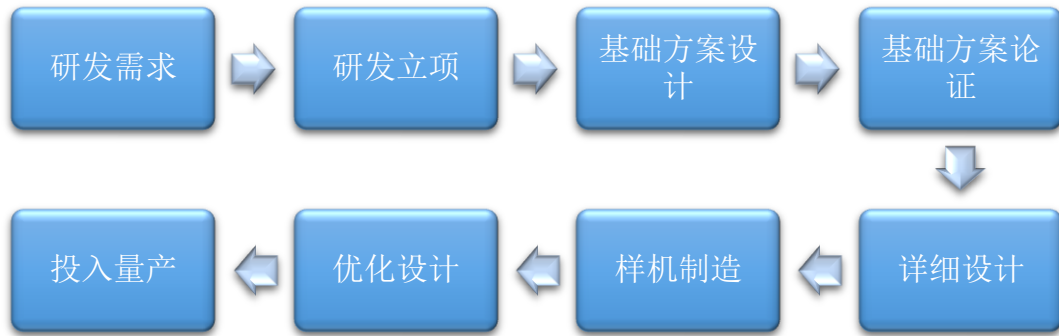 研发需求
研发立项
基础方案设
计
基础方案论
证
详细设计
样机制造
优化设计
投入量产